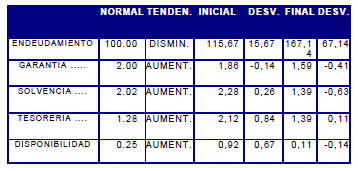 NORMAL TENDEN. INICIAL DESV. FINAL DESV.
ENDEUDAMIENTO 100.00 DISMIN. 115,67 15,67 167,14 67,14
GARANTIA ..... 2.00 AUMENT. 1,86 -0,14 1,59 -0,41
SOLVENCIA .... 2.02 AUMENT. 2,28 0,26 1,39 -0,63
TESORERIA .... 1.28 AUMENT. 2,12 0,84 1,39 0,11
DISPONIBILIDAD 0.25 AUMENT. 0,92 0,67 0,11 -0,14